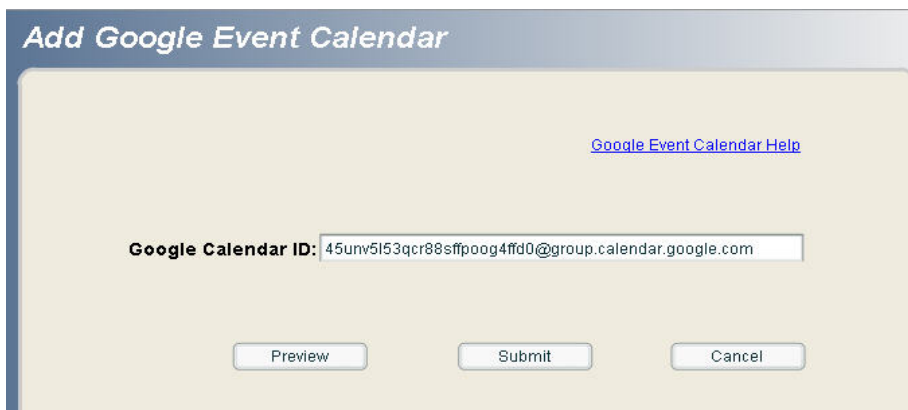 Add Google Event Calendar
Google Event Calendar Help
Google Calendar ID: 45unv5l53qcr88sffpoog4ffd0@group.calendar.google.com
Preview Submit Cancel